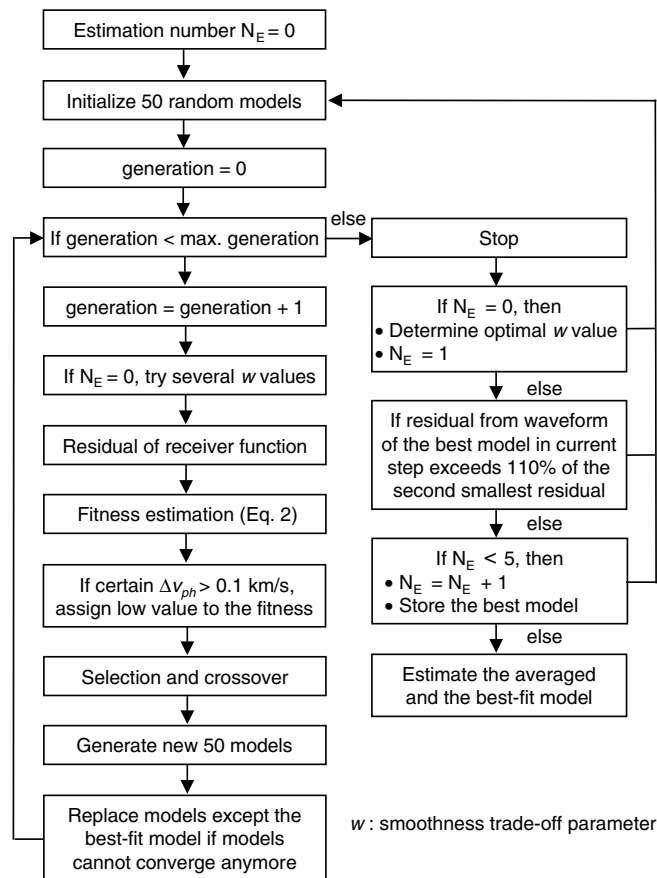 Estimation number N_E = 0
Initialize 50 random models
generation = 0
If generation < max. generation
generation = generation + 1
If N_E = 0, try several w values
Residual of receiver function
Fitness estimation (Eq. 2)
If certain Δv_ph > 0.1 km/s,
assign low value to the fitness
Selection and crossover
Generate new 50 models
Replace models except the
best-fit model if models
cannot converge anymore
else
Stop
If N_E = 0, then
• Determine optimal w value
• N_E = 1
else
If residual from waveform
of the best model in current
step exceeds 110% of the
second smallest residual
else
If N_E < 5, then
• N_E = N_E + 1
• Store the best model
else
Estimate the averaged
and the best-fit model
w : smoothness trade-off parameter